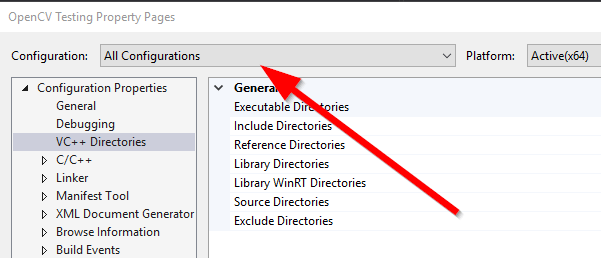 OpenCV Testing Property Pages
Configuration: All Configurations Platform: Active(x64)
Configuration Properties
General
Debugging
VC++ Directories
C/C++
Linker
Manifest Tool
XML Document Generator
Browse Information
Build Events
General
Executable Directories
Include Directories
Reference Directories
Library Directories
Library WinRT Directories
Source Directories
Exclude Directories